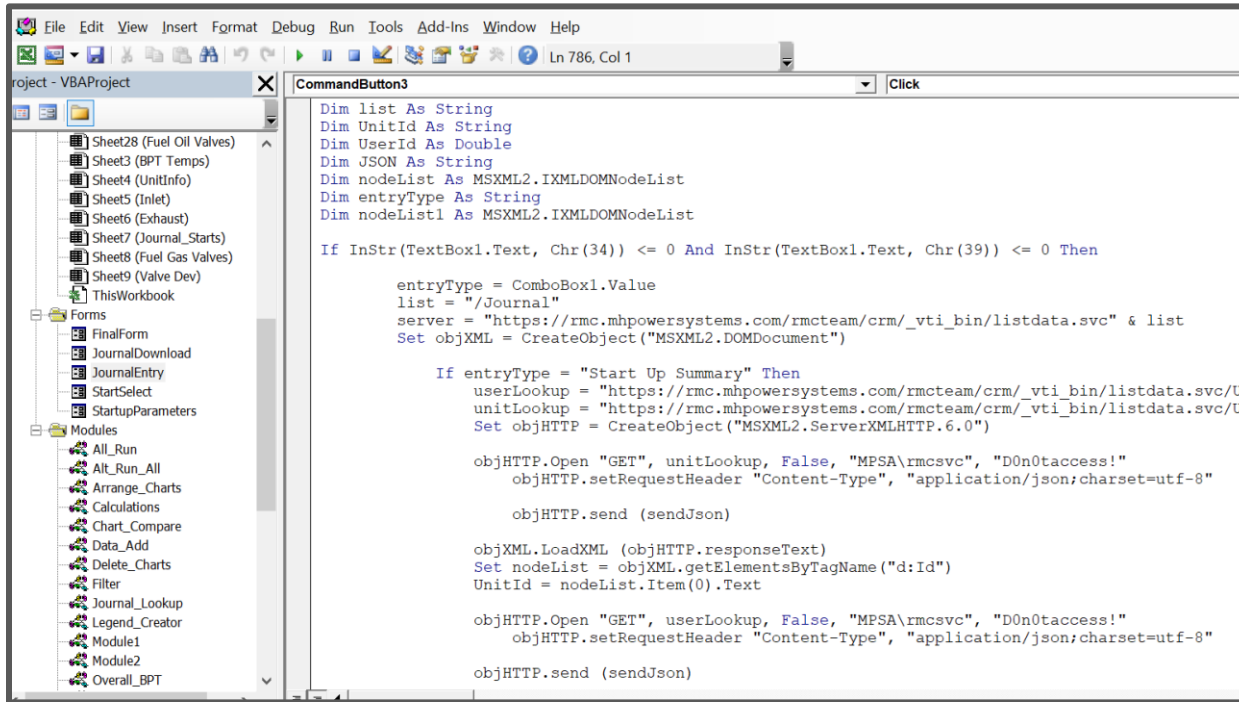 File Edit View Insert Format Debug Run Tools Add-Ins Window Help
Ln 786, Col 1
roject - VBAProject
CommandButton3
Click
Sheet28 (Fuel Oil Valves)
Sheet3 (BPT Temps)
Sheet4 (UnitInfo)
Sheet5 (Inlet)
Sheet6 (Exhaust)
Sheet7 (Journal_Starts)
Sheet8 (Fuel Gas Valves)
Sheet9 (Valve Dev)
ThisWorkbook
Forms
FinalForm
JournalDownload
JournalEntry
StartSelect
StartupParameters
Modules
All_Run
Alt_Run_All
Arrange_Charts
Calculations
Chart_Compare
Data_Add
Delete_Charts
Filter
Journal_Lookup
Legend_Creator
Module1
Module2
Overall_BPT
Dim list As String
Dim UnitId As String
Dim UserId As Double
Dim JSON As String
Dim nodeList As MSXML2.IXMLDOMNodeList
Dim entryType As String
Dim nodeList1 As MSXML2.IXMLDOMNodeList
If InStr(TextBox1.Text, Chr(34)) <= 0 And InStr(TextBox1.Text, Chr(39)) <= 0 Then
entryType = ComboBox1.Value
list = "/Journal"
server = "https://rmc.mhpowersystems.com/rmcteam/crm/_vti_bin/listdata.svc" & list
Set objXML = CreateObject("MSXML2.DOMDocument")
If entryType = "Start Up Summary" Then
userLookup = "https://rmc.mhpowersystems.com/rmcteam/crm/_vti_bin/listdata.svc/U
unitLookup = "https://rmc.mhpowersystems.com/rmcteam/crm/_vti_bin/listdata.svc/U
Set objHTTP = CreateObject("MSXML2.ServerXMLHTTP.6.0")
objHTTP.Open "GET", unitLookup, False, "MPSA\rmcsvc", "D0n0taccess!"
objHTTP.setRequestHeader "Content-Type", "application/json;charset=utf-8"
objHTTP.send (sendJson)
objXML.LoadXML (objHTTP.responseText)
Set nodeList = objXML.getElementsByTagName("d:Id")
UnitId = nodeList.Item(0).Text
objHTTP.Open "GET", userLookup, False, "MPSA\rmcsvc", "D0n0taccess!"
objHTTP.setRequestHeader "Content-Type", "application/json;charset=utf-8"
objHTTP.send (sendJson)